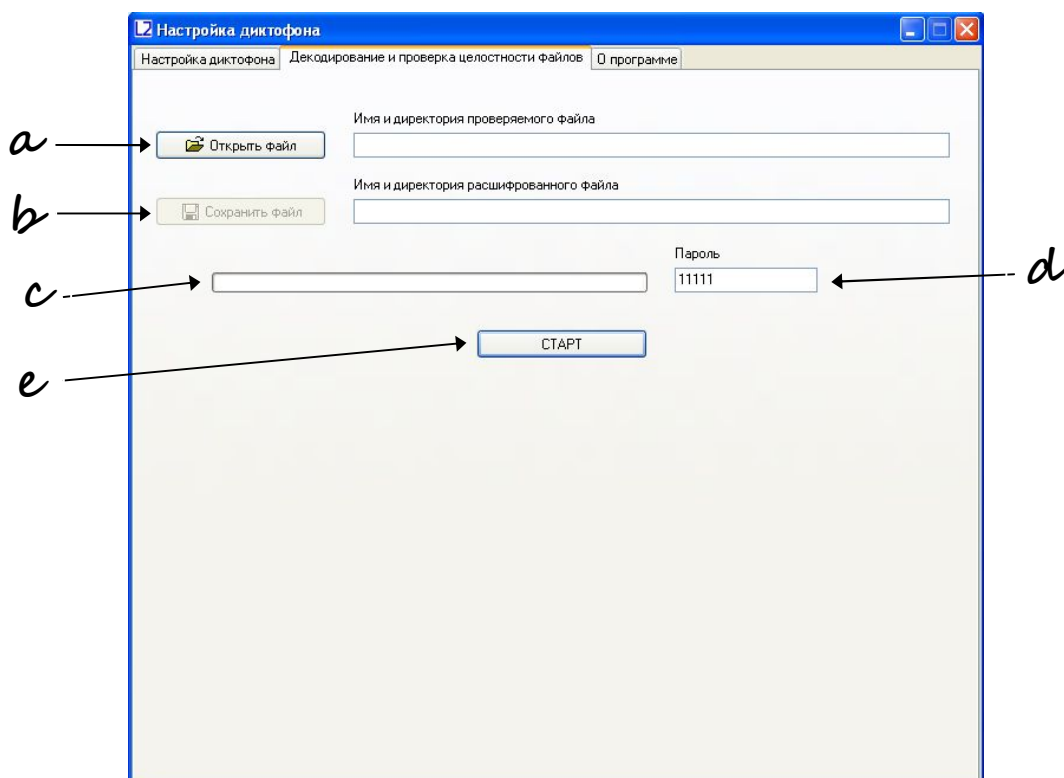 Настройка диктофона
Настройка диктофона Декодирование и проверка целостности файлов О программе
Имя и директория проверяемого файла
a Открыть файл
Имя и директория расшифрованного файла
b Сохранить файл
Пароль
c 11111 d
СТАРТ
e